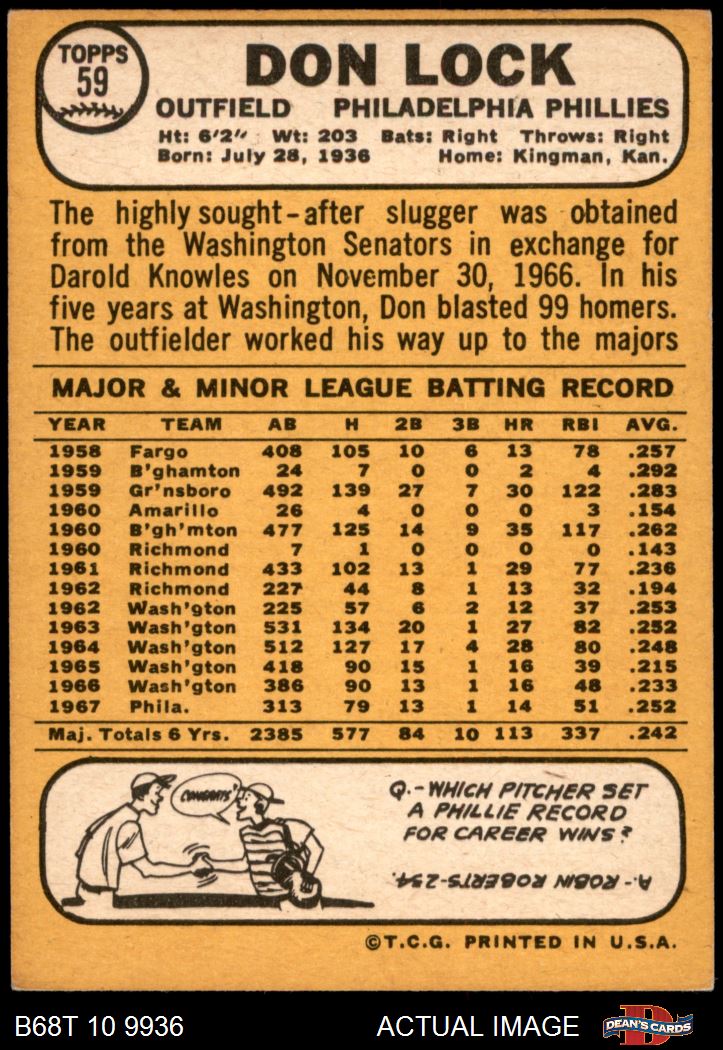 TOPPS
59
DON LOCK
OUTFIELD PHILADELPHIA PHILLIES
Ht: 6'2" Wt: 203 Bats: Right Throws: Right
Born: July 28, 1936 Home: Kingman, Kan.
The highly sought-after slugger was obtained
from the Washington Senators in exchange for
Darold Knowles on November 30, 1966. In his
five years at Washington, Don blasted 99 homers.
The outfielder worked his way up to the majors
MAJOR & MINOR LEAGUE BATTING RECORD
YEAR TEAM AB H 2B 3B HR RBI AVG.
1958 Fargo 408 105 10 6 13 78 .257
1959 B'ghamton 24 7 0 0 2 4 .292
1959 Gr'nsboro 492 139 27 7 30 122 .283
1960 Amarillo 26 4 0 0 0 3 .154
1960 B'gh'mton 477 125 14 9 35 117 .262
1960 Richmond 7 1 0 0 0 0 .143
1961 Richmond 433 102 13 1 29 77 .236
1962 Richmond 227 44 8 1 13 32 .194
1962 Wash'gton 225 57 6 2 12 37 .253
1963 Wash'gton 531 134 20 1 27 82 .252
1964 Wash'gton 512 127 17 4 28 80 .248
1965 Wash'gton 418 90 15 1 16 39 .215
1966 Wash'gton 386 90 13 1 16 48 .233
1967 Phila. 313 79 13 1 14 51 .252
Maj. Totals 6 Yrs. 2385 577 84 10 113 337 .242
CONGRATS'
Q.-WHICH PITCHER SET
A PHILLIE RECORD
FOR CAREER WINS?
A.-ROBIN ROBERTS-234.
©T.C.G. PRINTED IN U.S.A.
B68T 10 9936 ACTUAL IMAGE
D
DEAN'S CARDS